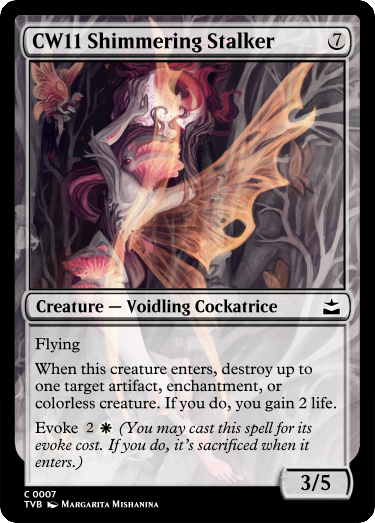 CW11 Shimmering Stalker 7
Creature — Voidling Cockatrice
Flying
When this creature enters, destroy up to
one target artifact, enchantment, or
colorless creature. If you do, you gain 2 life.
Evoke 2 (You may cast this spell for its
evoke cost. If you do, it's sacrificed when it
enters.)
3/5
C 0007
TVB Margarita Mishanina